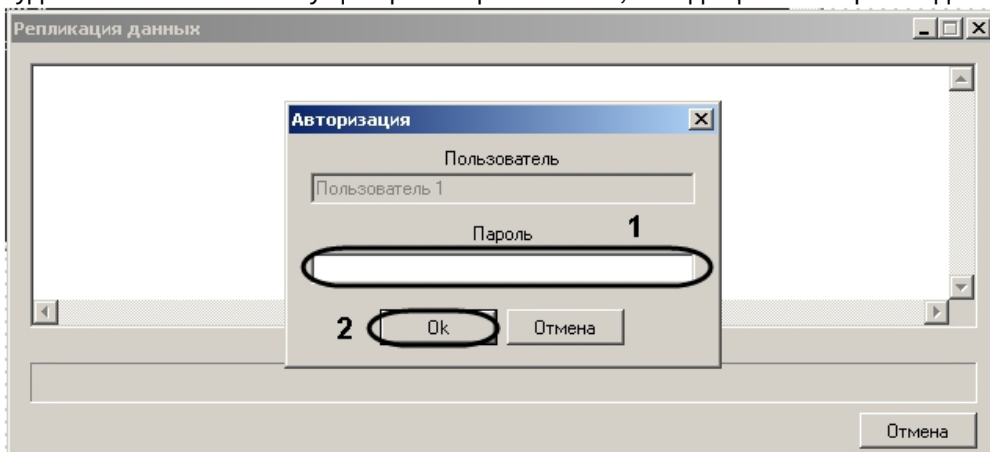 Репликация данных
Авторизация
Пользователь
Пользователь 1
Пароль
1
2
Ok
Отмена
Отмена